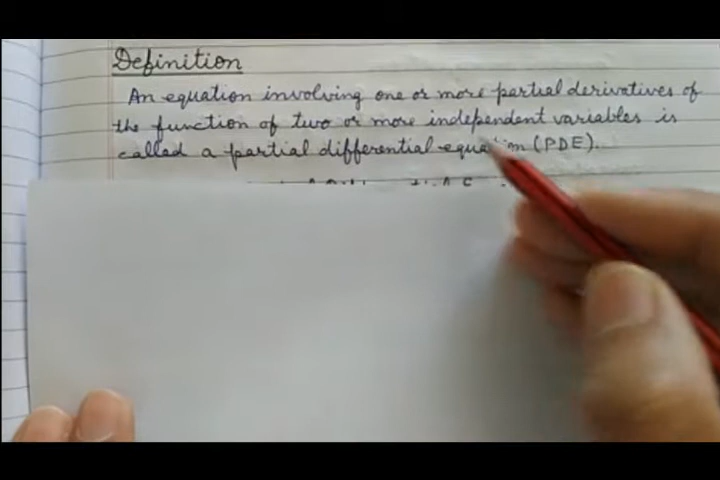 Definition
An equation involving one or more partial derivatives of
the function of two or more independent variables is
called a partial differential equation (PDE).